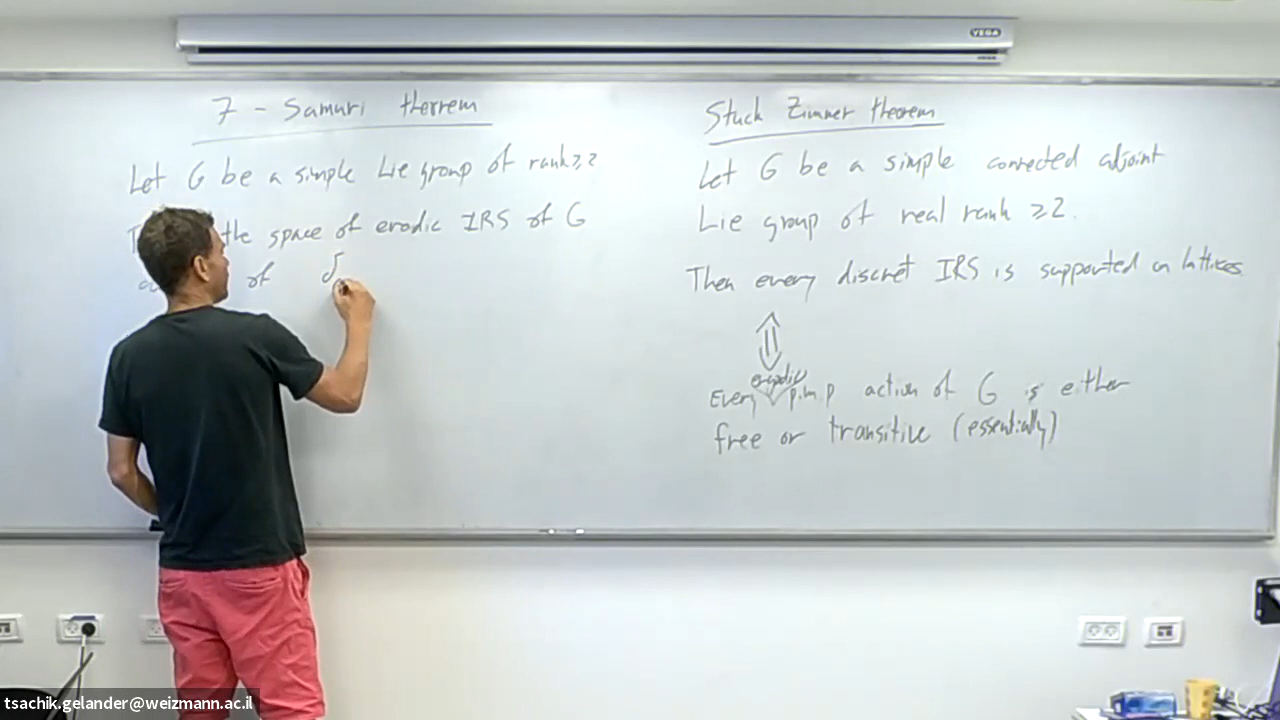 VEGA
7 - Samuri therrem
Let G be a simple Lie group of rank ≥ 2
the space of erodic IRS of G
of δ
Stuck Zimmer theorem
Let G be a simple connected adjoint
Lie group of real rank ≥ 2.
Then every discret IRS is supported on lattices
⇕
ergodic
Every p.m.p action of G is either
free or transitive (essentially)
tsachik.gelander@weizmann.ac.il